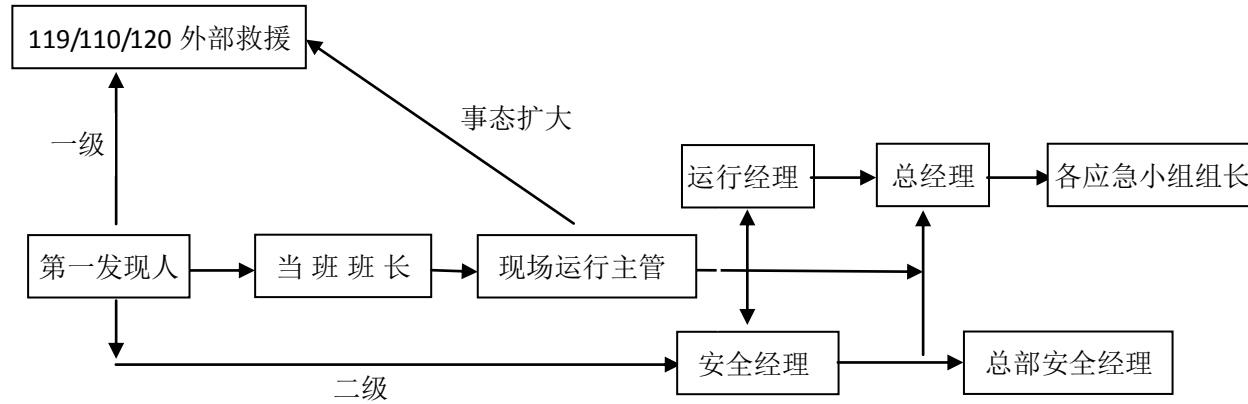 119/110/120 外部救援
事态扩大
一级
运行经理
总经理
各应急小组组长
第一发现人
当 班 班 长
现场运行主管
安全经理
总部安全经理
二级